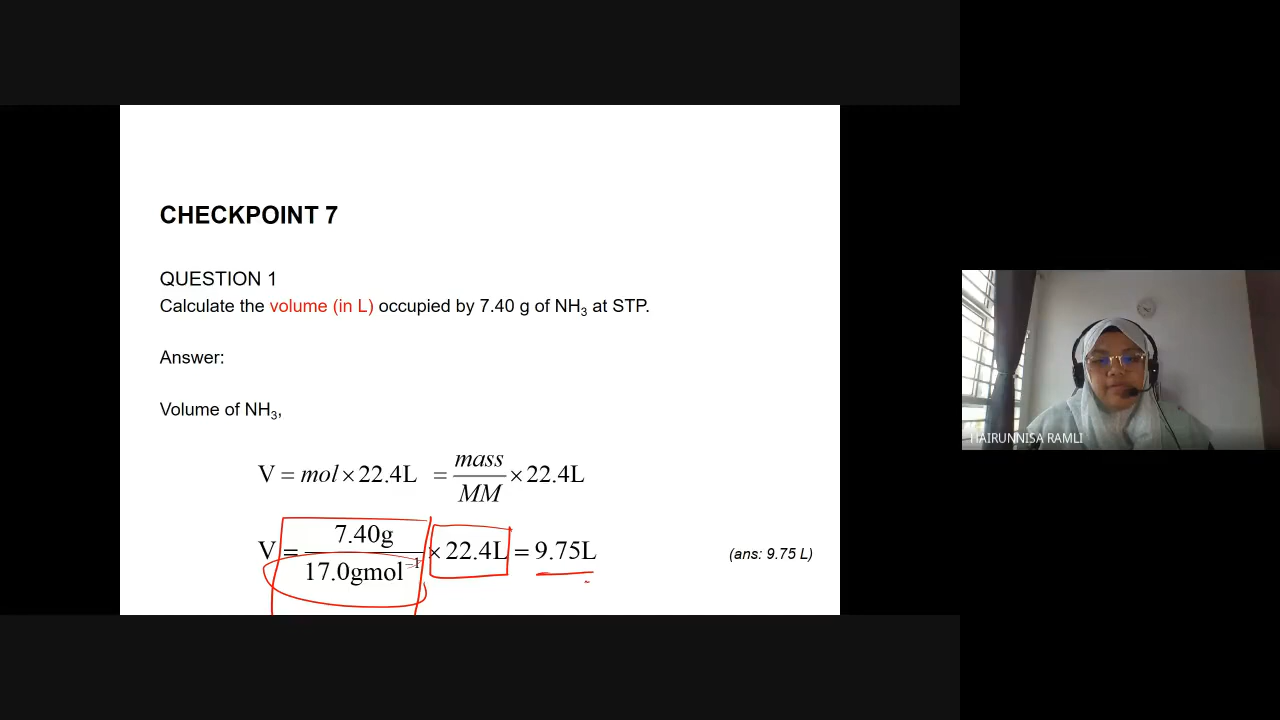 CHECKPOINT 7
QUESTION 1
Calculate the volume (in L) occupied by 7.40 g of NH₃ at STP.
Answer:
Volume of NH₃,
V = mol × 22.4L = mass/MM × 22.4L
V = 7.40g/17.0gmol⁻¹ × 22.4L = 9.75L
(ans: 9.75 L)
HAIRUNNISA RAMLI